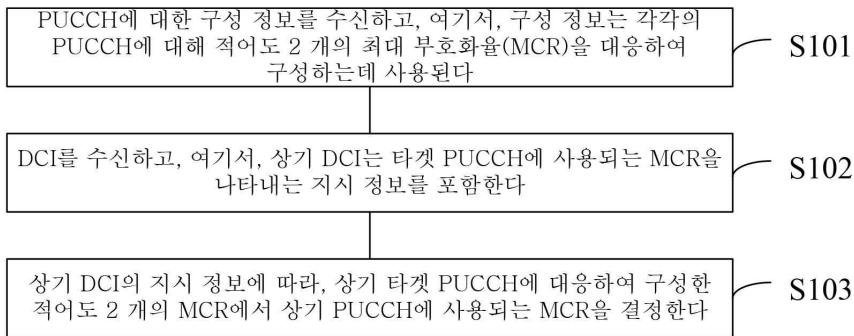 PUCCH에 대한 구성 정보를 수신하고, 여기서, 구성 정보는 각각의
PUCCH에 대해 적어도 2 개의 최대 부호화율(MCR)을 대응하여
구성하는데 사용된다
S101
DCI를 수신하고, 여기서, 상기 DCI는 타겟 PUCCH에 사용되는 MCR을
나타내는 지시 정보를 포함한다
S102
상기 DCI의 지시 정보에 따라, 상기 타겟 PUCCH에 대응하여 구성한
적어도 2 개의 MCR에서 상기 PUCCH에 사용되는 MCR을 결정한다
S103